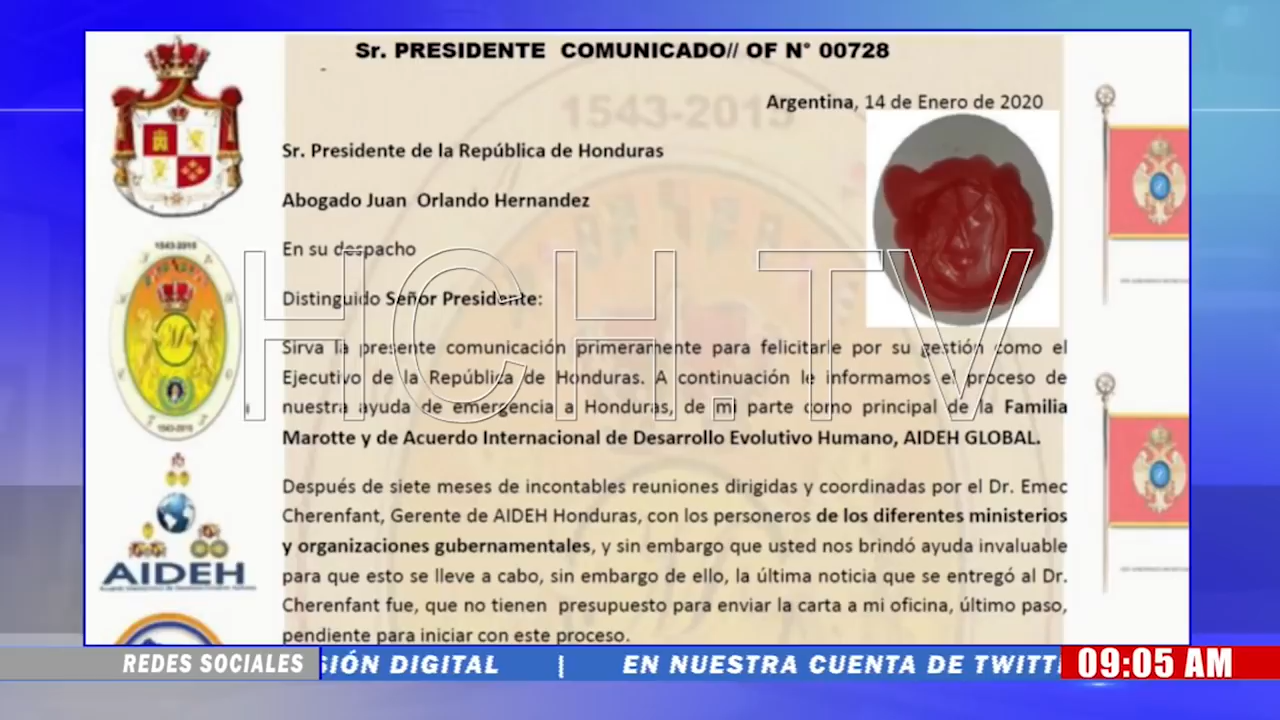 Sr. PRESIDENTE COMUNICADO// OF N° 00728
1543-2015
Argentina, 14 de Enero de 2020
Sr. Presidente de la República de Honduras
Abogado Juan Orlando Hernandez
En su despacho
Distinguido Señor Presidente:
Sirva la presente comunicación primeramente para felicitarle por su gestión como el
Ejecutivo de la República de Honduras. A continuación le informamos el proceso de
nuestra ayuda de emergencia a Honduras, de mi parte como principal de la Familia
Marotte y de Acuerdo Internacional de Desarrollo Evolutivo Humano, AIDEH GLOBAL.
Después de siete meses de incontables reuniones dirigidas y coordinadas por el Dr. Emec
Cherenfant, Gerente de AIDEH Honduras, con los personeros de los diferentes ministerios
y organizaciones gubernamentales, y sin embargo que usted nos brindó ayuda invaluable
para que esto se lleve a cabo, sin embargo de ello, la última noticia que se entregó al Dr.
Cherenfant fue, que no tienen presupuesto para enviar la carta a mi oficina, último paso,
pendiente para iniciar con este proceso.
1543-2015
M
1543-2015
AIDEH
HCH.TV
REDES SOCIALES
SIÓN DIGITAL | EN NUESTRA CUENTA DE TWITT
09:05 AM